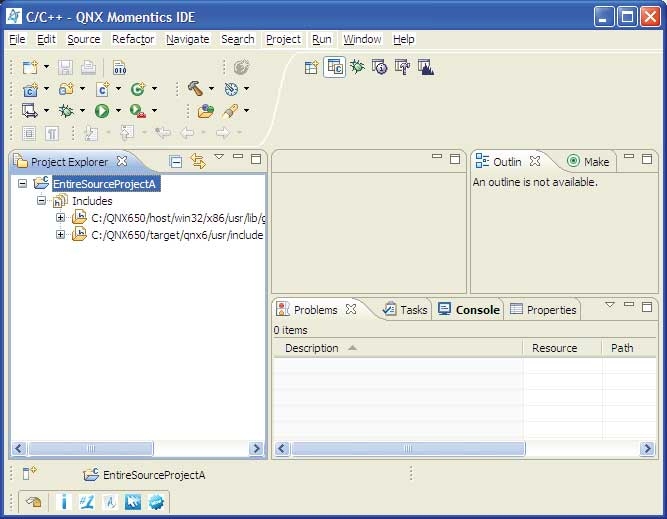 C/C++ - QNX Momentics IDE
File Edit Source Refactor Navigate Search Project Run Window Help
010
Project Explorer
Outlin
Make
EntireSourceProjectA
An outline is not available.
Includes
C:/QNX650/host/win32/x86/usr/lib/g
C:/QNX650/target/qnx6/usr/include
Problems
Tasks
Console
Properties
0 items
Description
Resource
Path
EntireSourceProjectA